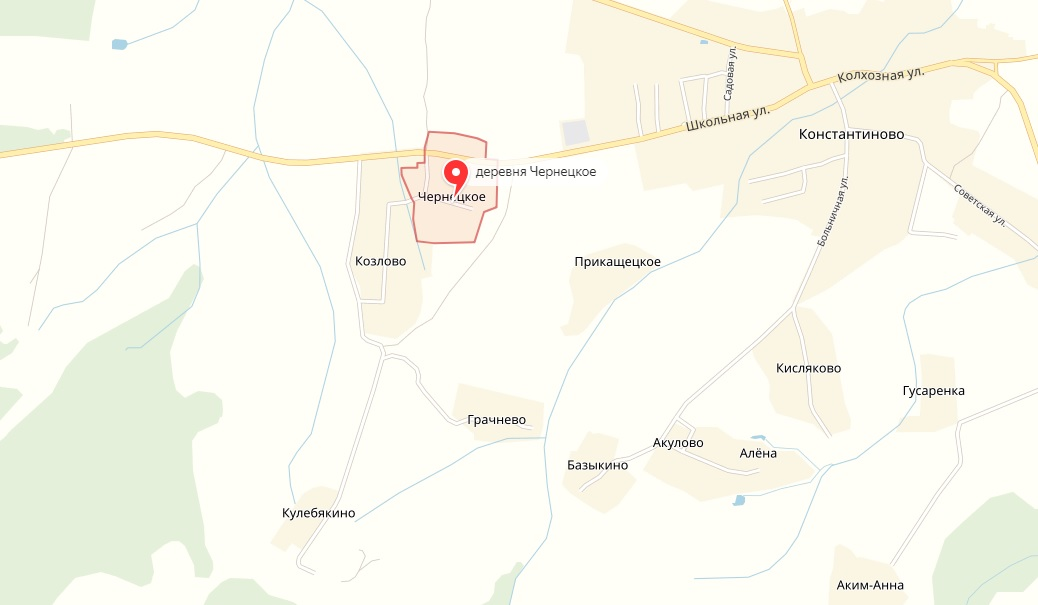 Колхозная ул.
Садовая ул.
Школьная ул.
Константиново
деревня Чернецкое
Чернецкое
Больничная ул.
Советская ул.
Козлово
Прикащецкое
Кисляково
Гусаренка
Грачнево
Акулово
Алёна
Базыкино
Кулебякино
Аким-Анна